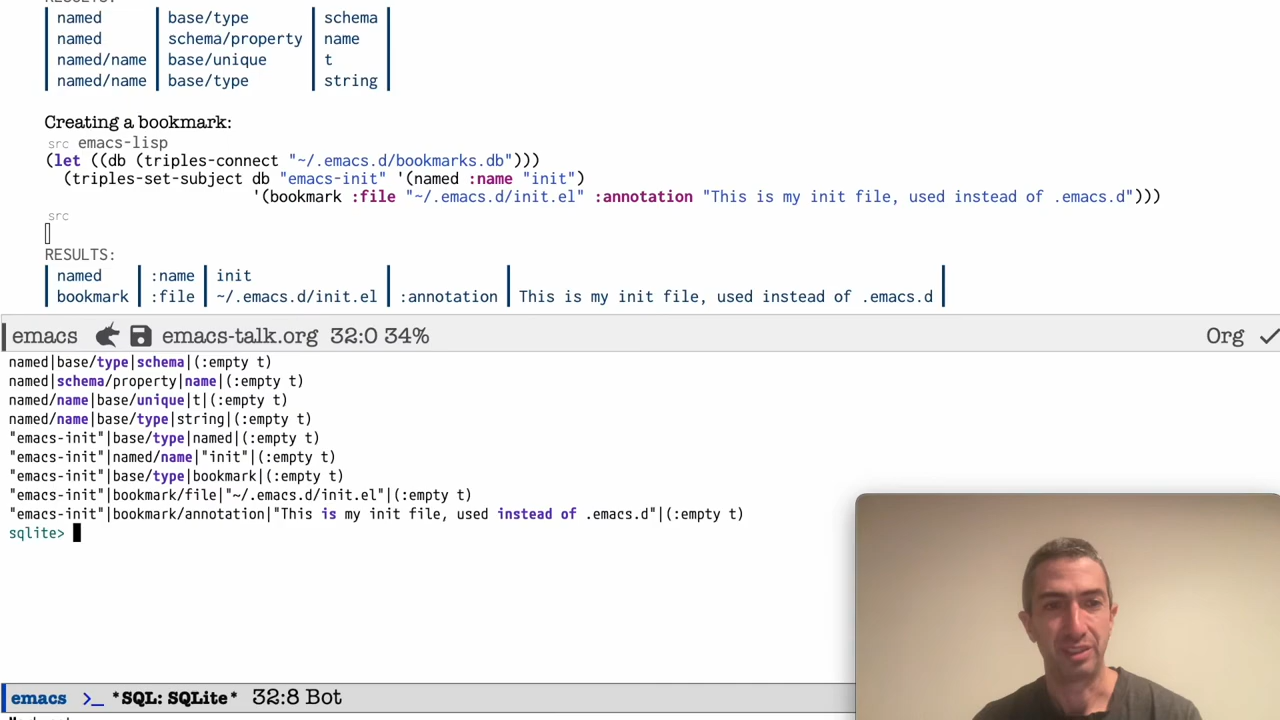 RESULTS:
named base/type schema
named schema/property name
named/name base/unique t
named/name base/type string
Creating a bookmark:
src emacs-lisp
(let ((db (triples-connect "~/.emacs.d/bookmarks.db")))
(triples-set-subject db "emacs-init" '(named :name "init")
'(bookmark :file "~/.emacs.d/init.el" :annotation "This is my init file, used instead of .emacs.d")))
src
RESULTS:
named :name init
bookmark :file ~/.emacs.d/init.el :annotation This is my init file, used instead of .emacs.d
emacs emacs-talk.org 32:0 34% Org
named|base/type|schema|(:empty t)
named|schema/property|name|(:empty t)
named/name|base/unique|t|(:empty t)
named/name|base/type|string|(:empty t)
"emacs-init"|base/type|named|(:empty t)
"emacs-init"|named/name|"init"|(:empty t)
"emacs-init"|base/type|bookmark|(:empty t)
"emacs-init"|bookmark/file|"~/.emacs.d/init.el"|(:empty t)
"emacs-init"|bookmark/annotation|"This is my init file, used instead of .emacs.d"|(:empty t)
sqlite>
emacs >_ *SQL: SQLite* 32:8 Bot